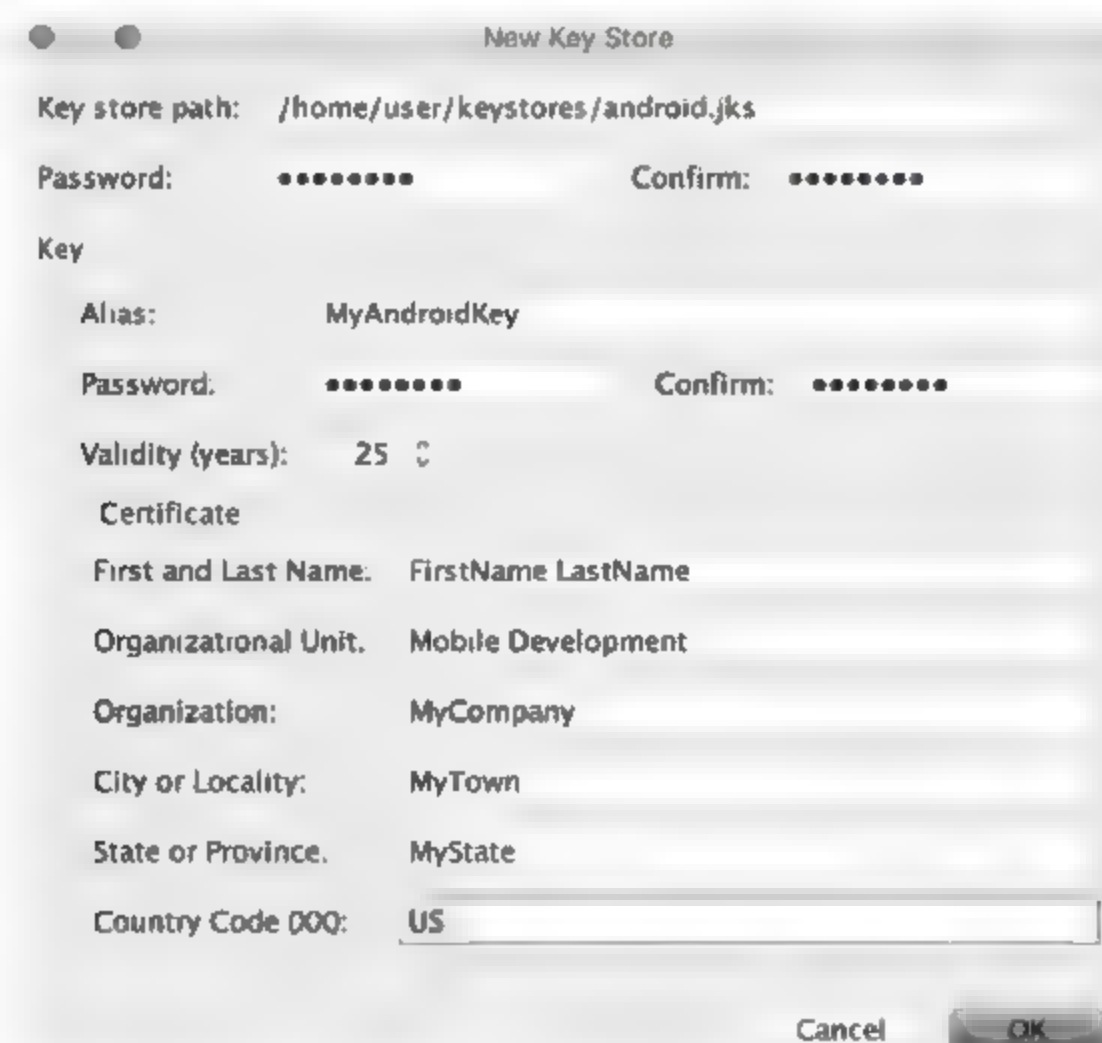 New Key Store
Key store path: /home/user/keystores/android.jks
Password: •••••••• Confirm: ••••••••
Key
Alias: MyAndroidKey
Password: •••••••• Confirm: ••••••••
Validity (years): 25
Certificate
First and Last Name: FirstName LastName
Organizational Unit: Mobile Development
Organization: MyCompany
City or Locality: MyTown
State or Province: MyState
Country Code (XX): US
Cancel OK